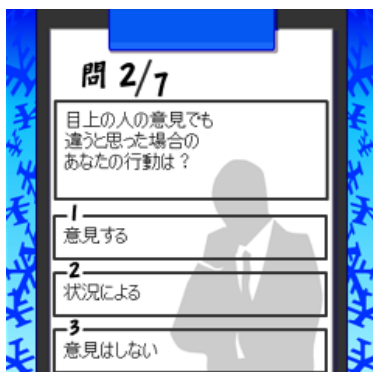 問 2/7
目上の人の意見でも
違うと思った場合の
あなたの行動は？
1
意見する
2
状況による
3
意見はしない